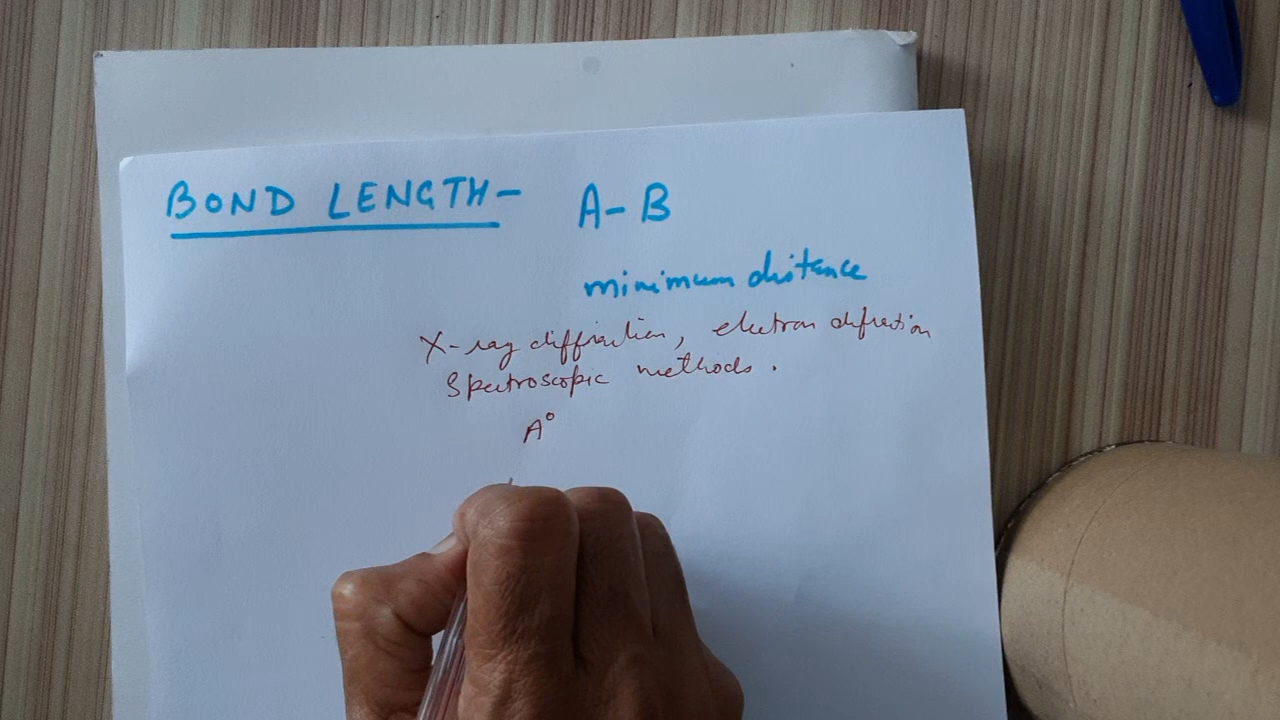 BOND LENGTH- A-B
minimum distance
X-ray diffraction, electron diffraction
Spectroscopic methods.
A°